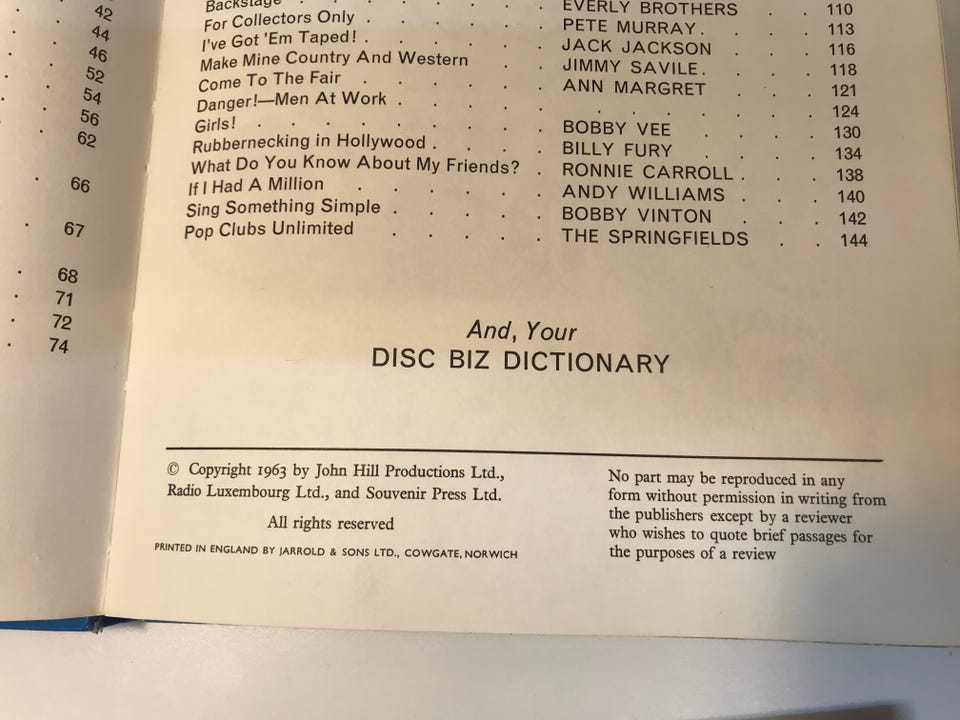 42
44
46
52
54
56
62
66
67
68
71
72
74
Backstage . . . . . . . EVERLY BROTHERS . . 110
For Collectors Only . . . . . PETE MURRAY . . . 113
I've Got 'Em Taped! . . . . . JACK JACKSON . . 116
Make Mine Country And Western . . JIMMY SAVILE . . . 118
Come To The Fair . . . . . ANN MARGRET . . . 121
Danger!—Men At Work . . . . . . . . . 124
Girls! . . . . . . . . BOBBY VEE . . . . 130
Rubbernecking in Hollywood . . . . BILLY FURY . . . . 134
What Do You Know About My Friends? . RONNIE CARROLL . . . 138
If I Had A Million . . . . . ANDY WILLIAMS . . . 140
Sing Something Simple . . . . . BOBBY VINTON . . . 142
Pop Clubs Unlimited . . . . . THE SPRINGFIELDS . . 144
And, Your
DISC BIZ DICTIONARY
© Copyright 1963 by John Hill Productions Ltd.,
Radio Luxembourg Ltd., and Souvenir Press Ltd.
All rights reserved
PRINTED IN ENGLAND BY JARROLD & SONS LTD., COWGATE, NORWICH
No part may be reproduced in any
form without permission in writing from
the publishers except by a reviewer
who wishes to quote brief passages for
the purposes of a review